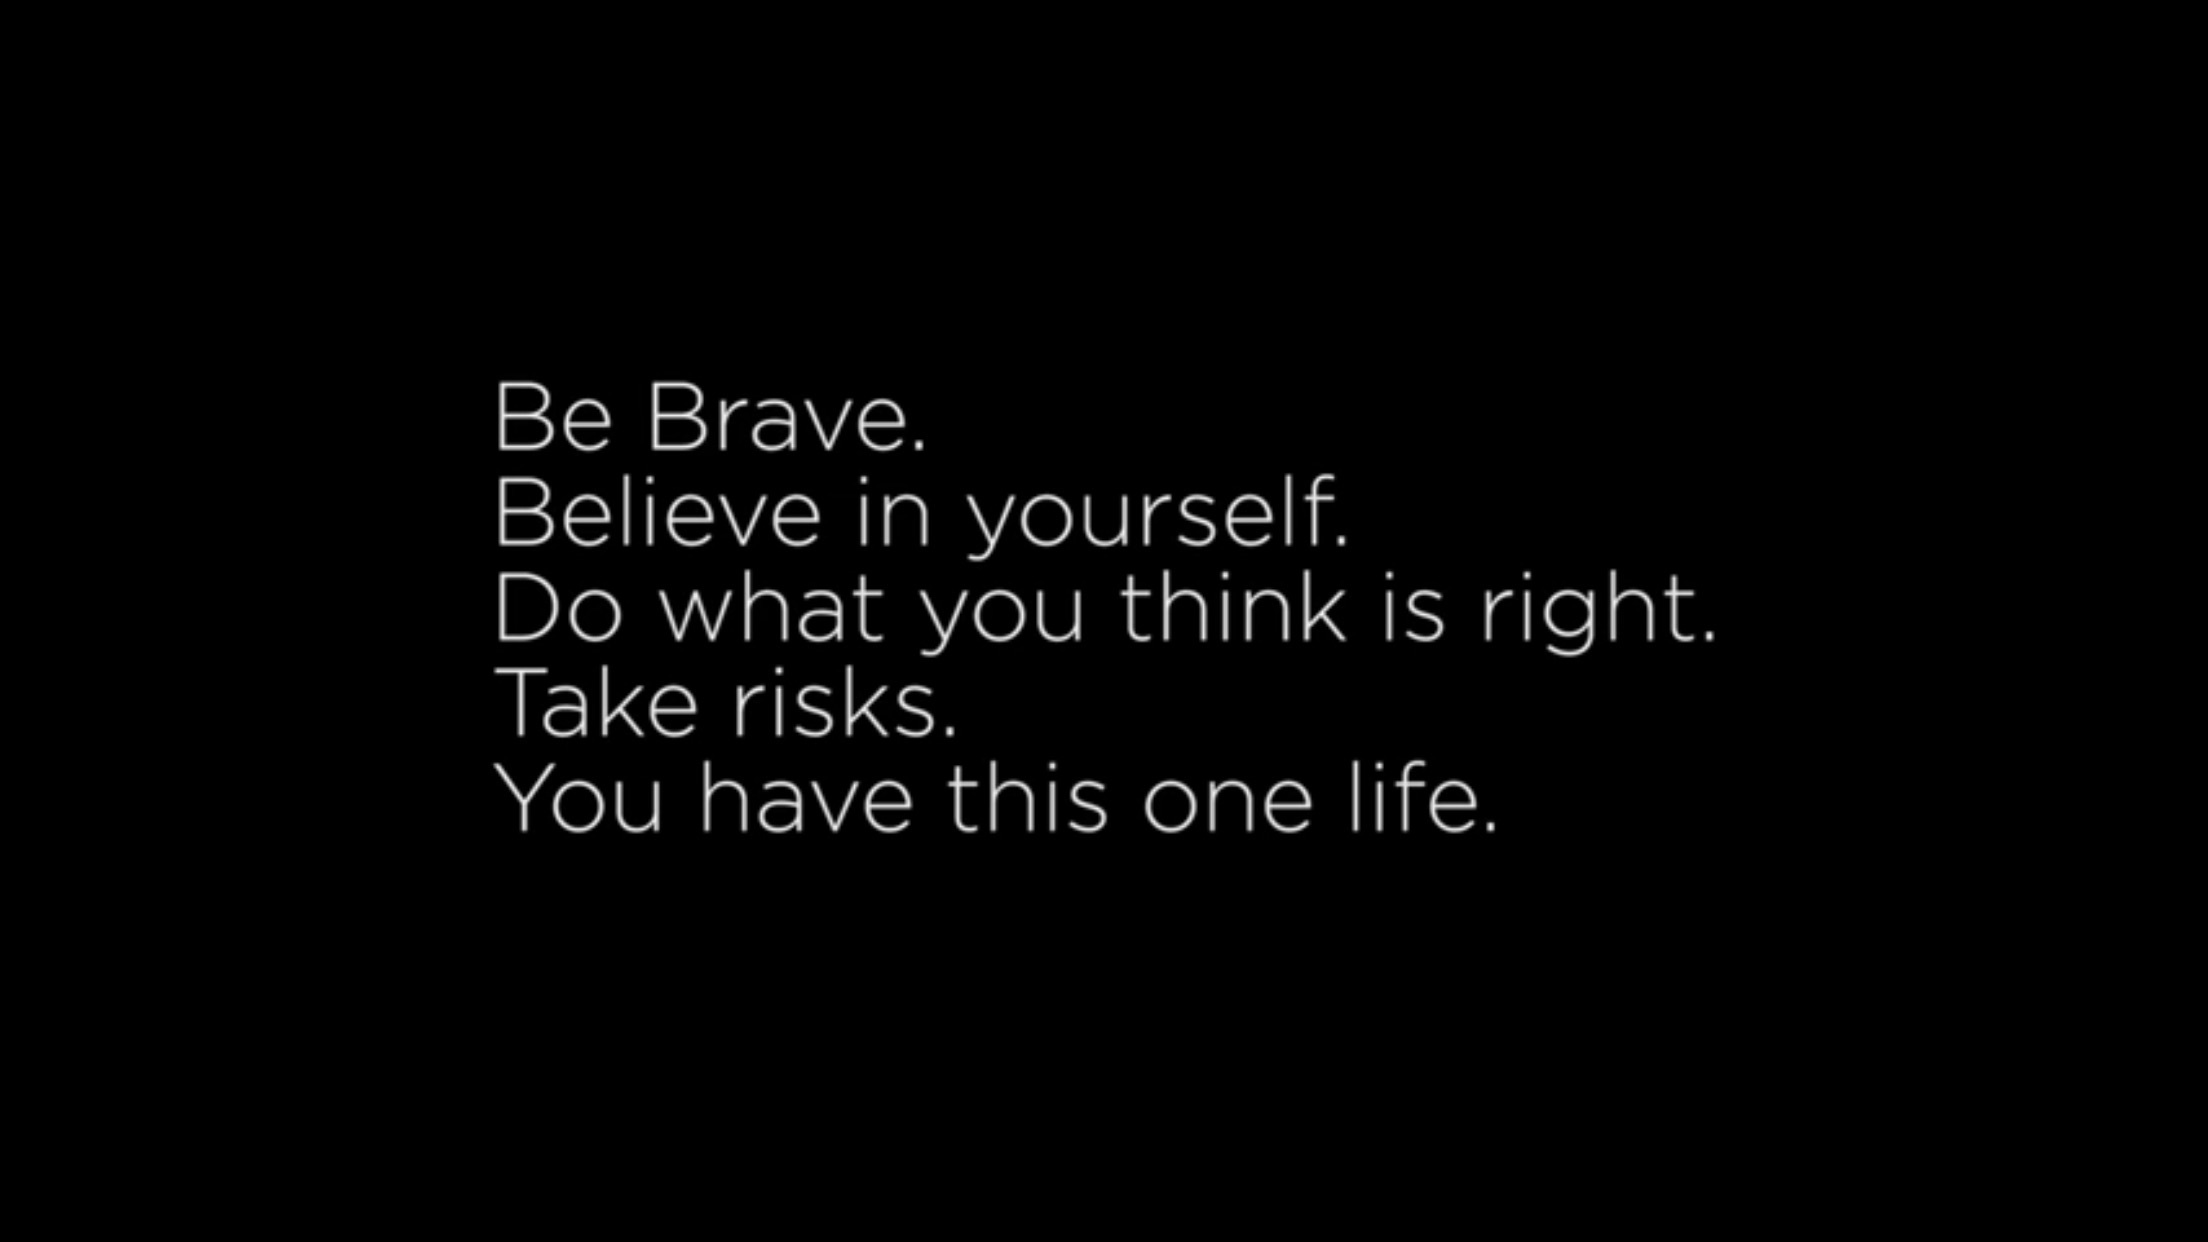 Be Brave.
Believe in yourself.
Do what you think is right.
Take risks.
You have this one life.